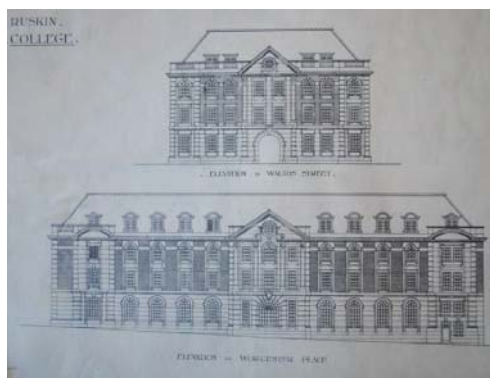 RUSKIN.
COLLEGE.
. ELEVATION to WALTON STREET.
ELEVATION to WORCESTER PLACE